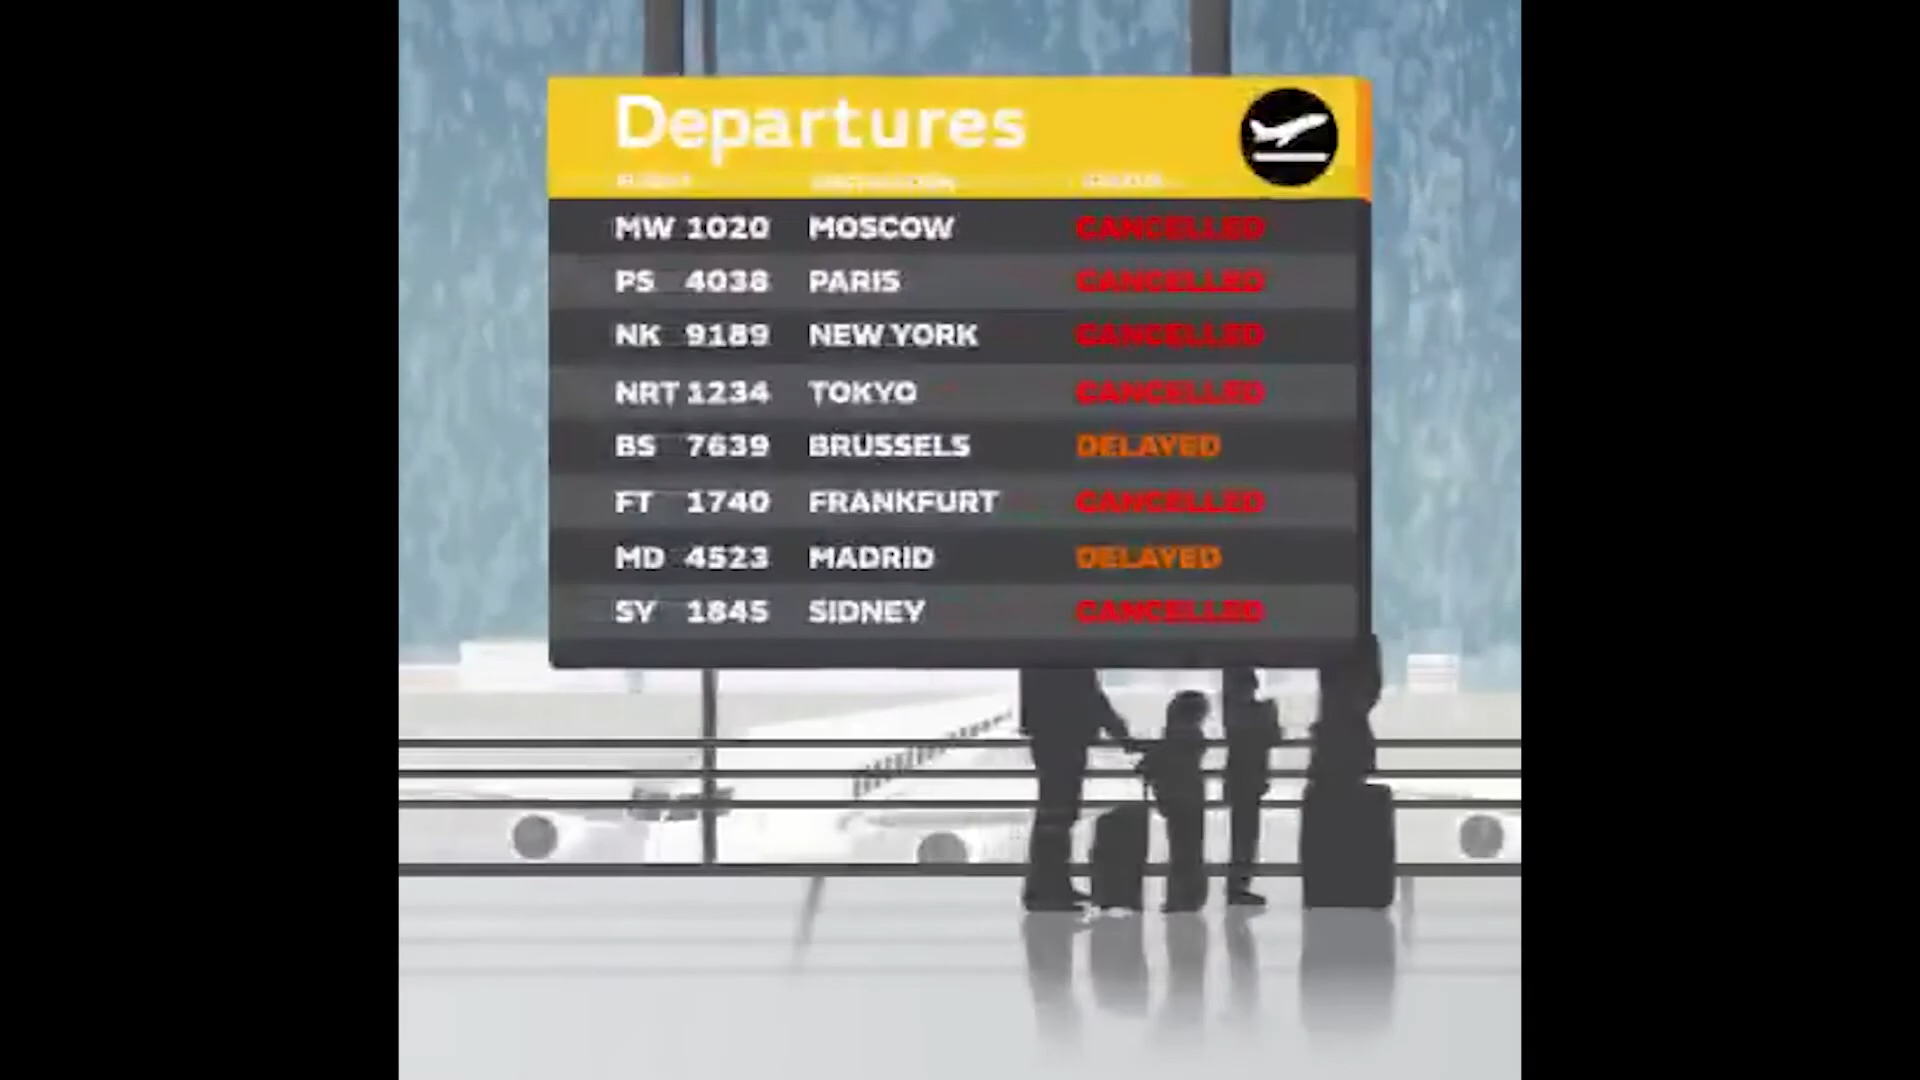 Departures
MW 1020 MOSCOW CANCELLED
PS 4038 PARIS CANCELLED
NK 9189 NEW YORK CANCELLED
NRT 1234 TOKYO CANCELLED
BS 7639 BRUSSELS DELAYED
FT 1740 FRANKFURT CANCELLED
MD 4523 MADRID DELAYED
SY 1845 SIDNEY CANCELLED